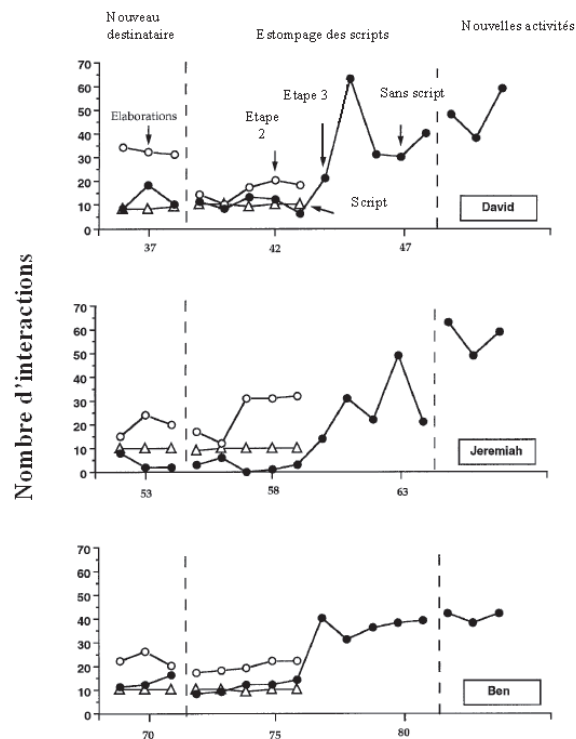 Nouveau
destinataire
Estompage des scripts
Nouvelles activités
Nombre d'interactions
70
60
50
40
30
20
10
0
Elaborations
Etape
2
Etape 3
Sans script
Script
David
37
42
47
70
60
50
40
30
20
10
0
Jeremiah
53
58
63
70
60
50
40
30
20
10
0
Ben
70
75
80